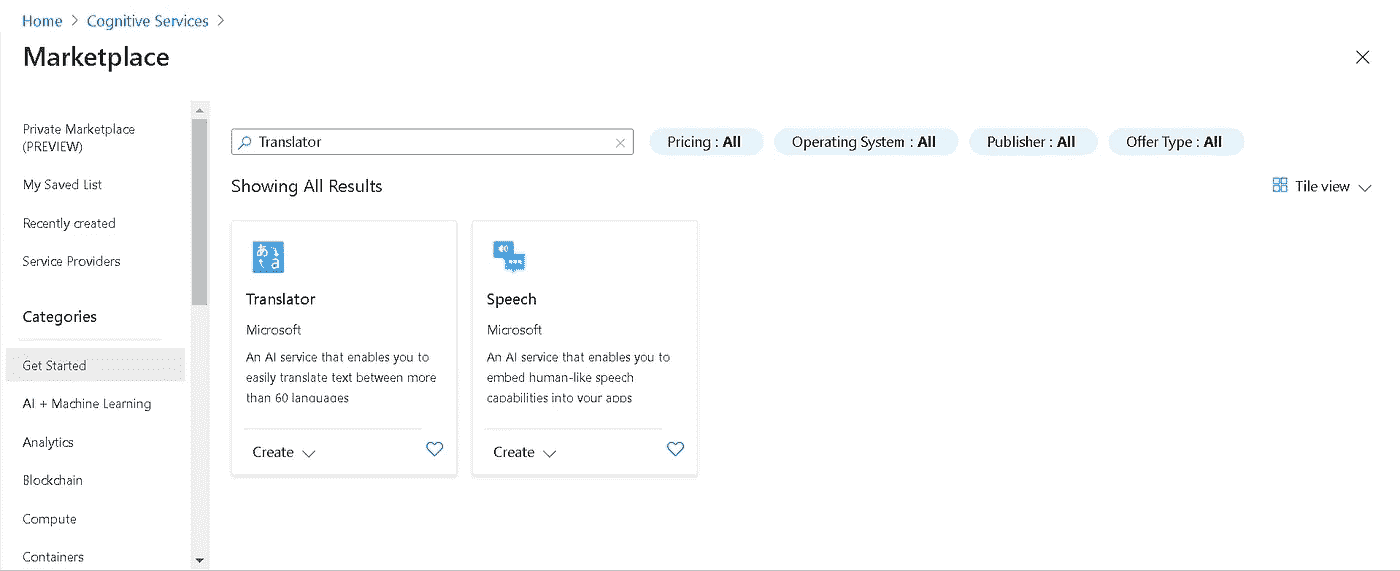 Home > Cognitive Services >
Marketplace
Private Marketplace
(PREVIEW)
My Saved List
Recently created
Service Providers
Categories
Get Started
AI + Machine Learning
Analytics
Blockchain
Compute
Containers
Translator
Pricing : All
Operating System : All
Publisher : All
Offer Type : All
Showing All Results
Tile view
あ a
Translator
Microsoft
An AI service that enables you to
easily translate text between more
than 60 languages
Create
Speech
Microsoft
An AI service that enables you to
embed human-like speech
capabilities into your apps
Create